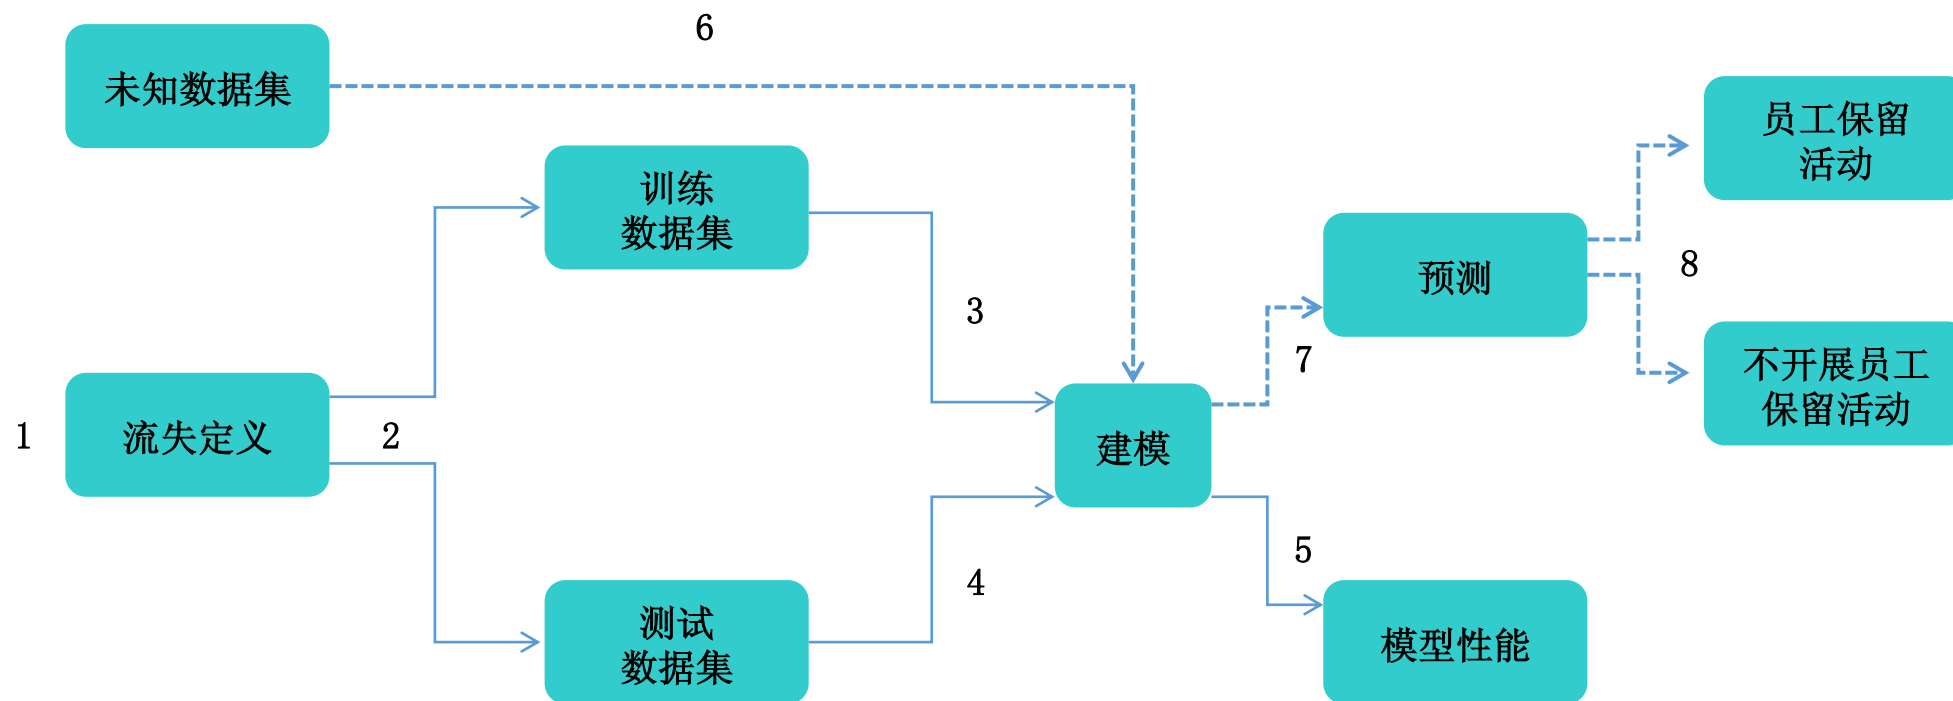 6
未知数据集
员工保留
活动
训练
数据集
8
预测
3
7
不开展员工
保留活动
1
流失定义
2
建模
5
4
测试
数据集
模型性能